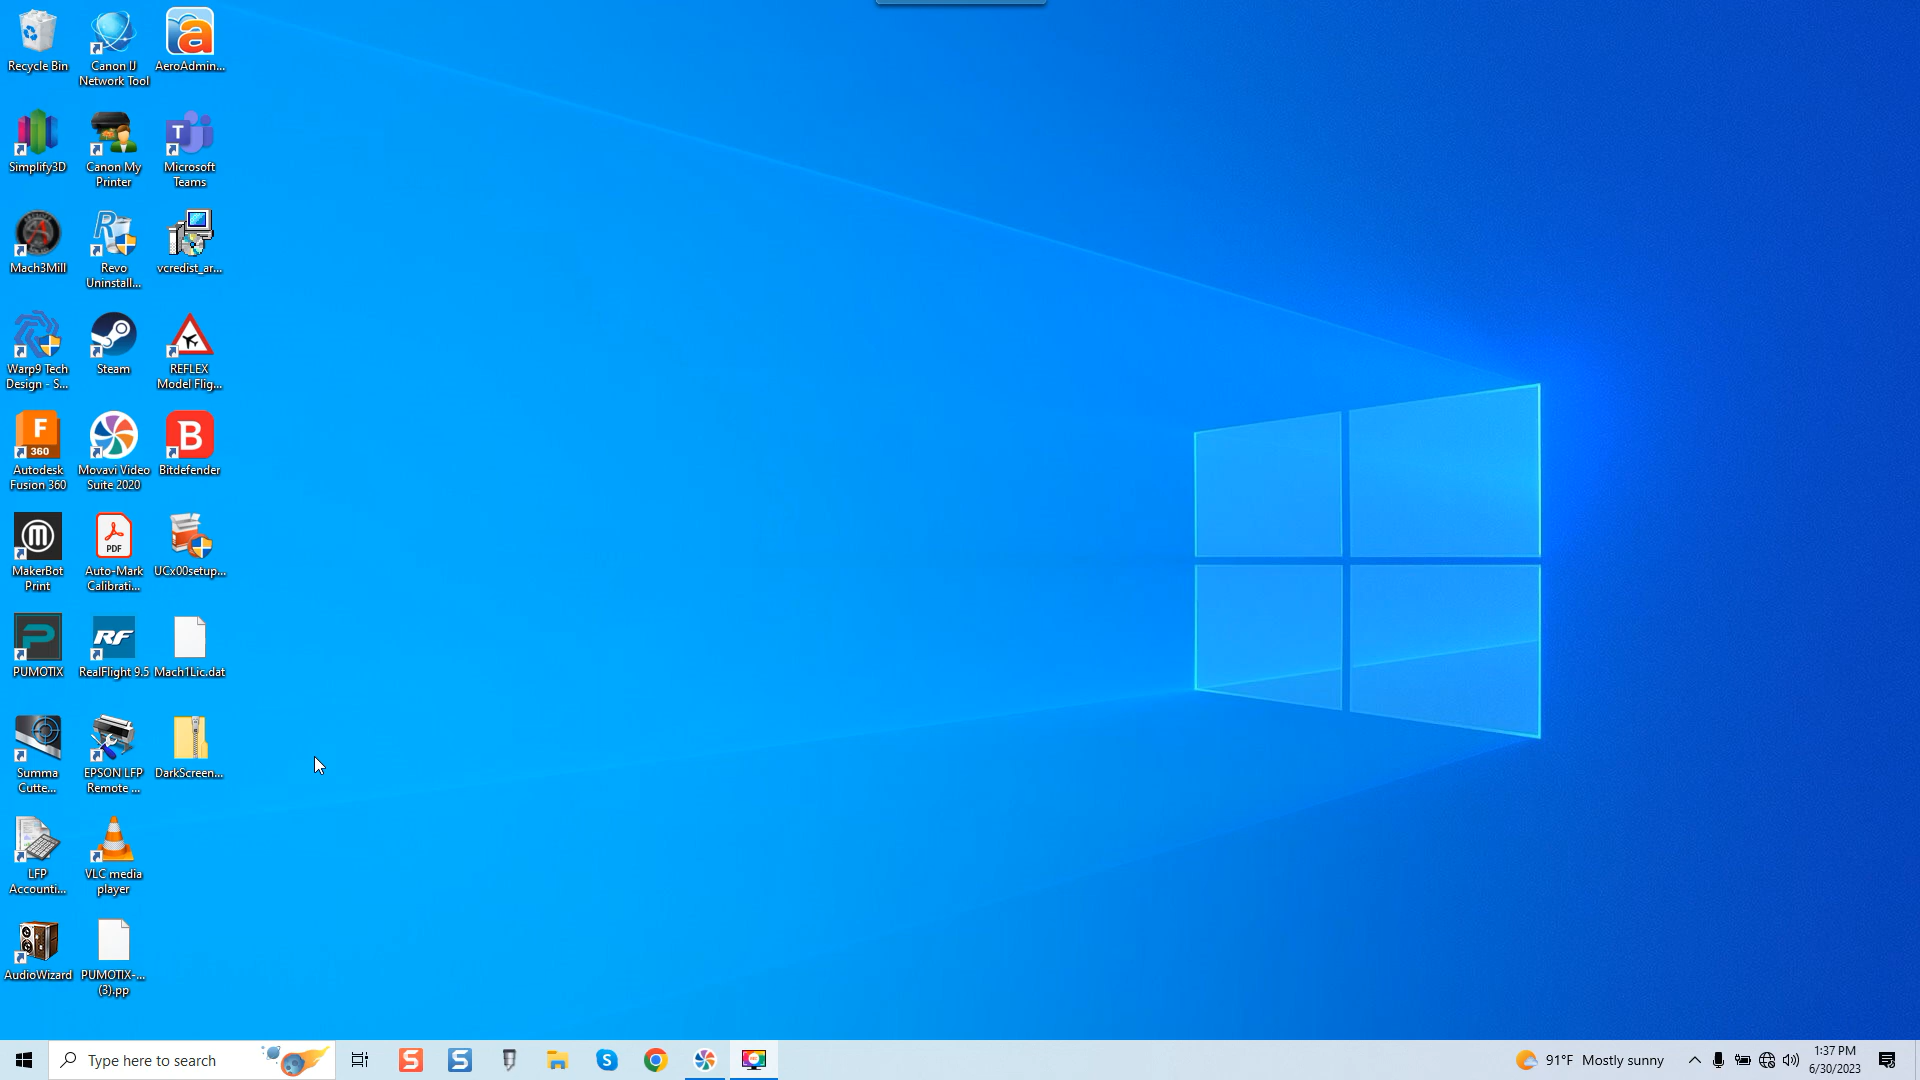 Recycle Bin
Canon IJ
Network Tool
AeroAdmin...
Simplify3D
Canon My
Printer
T
Microsoft
Teams
Mach3Mill
R
Revo
Uninstall...
vcredist_ar...
Warp9 Tech
Design - S...
Steam
REFLEX
Model Flig...
F
360
Autodesk
Fusion 360
Movavi Video
Suite 2020
B
Bitdefender
MakerBot
Print
PDF
Auto-Mark
Calibrati...
UCx00setup...
PUMOTIX
RF
RealFlight 9.5
Mach1Lic.dat
Summa
Cutte...
EPSON LFP
Remote ...
DarkScreen...
LFP
Accounti...
VLC media
player
AudioWizard
PUMOTIX-...
(3).pp
Type here to search
S
S
S
91°F Mostly sunny
1:37 PM
6/30/2023